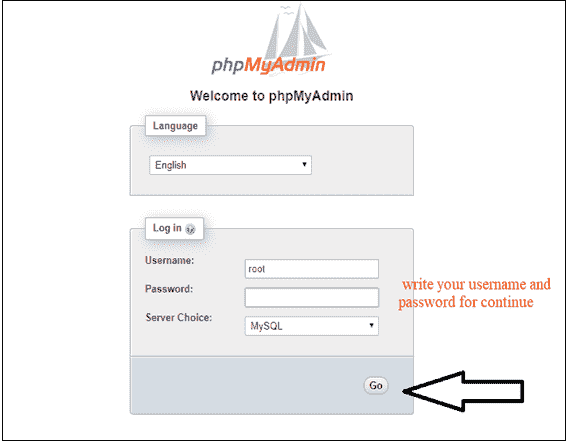 phpMyAdmin
Welcome to phpMyAdmin
Language
English
Log in
Username:
root
Password:
Server Choice:
MySQL
write your username and
password for continue
Go